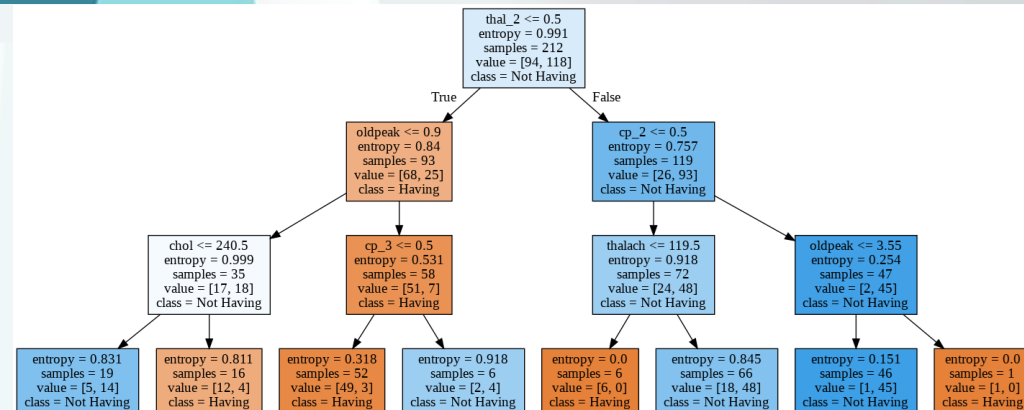 thal_2 <= 0.5
entropy = 0.991
samples = 212
value = [94, 118]
class = Not Having
True
False
oldpeak <= 0.9
entropy = 0.84
samples = 93
value = [68, 25]
class = Having
cp_2 <= 0.5
entropy = 0.757
samples = 119
value = [26, 93]
class = Not Having
chol <= 240.5
entropy = 0.999
samples = 35
value = [17, 18]
class = Not Having
cp_3 <= 0.5
entropy = 0.531
samples = 58
value = [51, 7]
class = Having
thalach <= 119.5
entropy = 0.918
samples = 72
value = [24, 48]
class = Not Having
oldpeak <= 3.55
entropy = 0.254
samples = 47
value = [2, 45]
class = Not Having
entropy = 0.831
samples = 19
value = [5, 14]
class = Not Having
entropy = 0.811
samples = 16
value = [12, 4]
class = Having
entropy = 0.318
samples = 52
value = [49, 3]
class = Having
entropy = 0.918
samples = 6
value = [2, 4]
class = Not Having
entropy = 0.0
samples = 6
value = [6, 0]
class = Having
entropy = 0.845
samples = 66
value = [18, 48]
class = Not Having
entropy = 0.151
samples = 46
value = [1, 45]
class = Not Having
entropy = 0.0
samples = 1
value = [1, 0]
class = Having